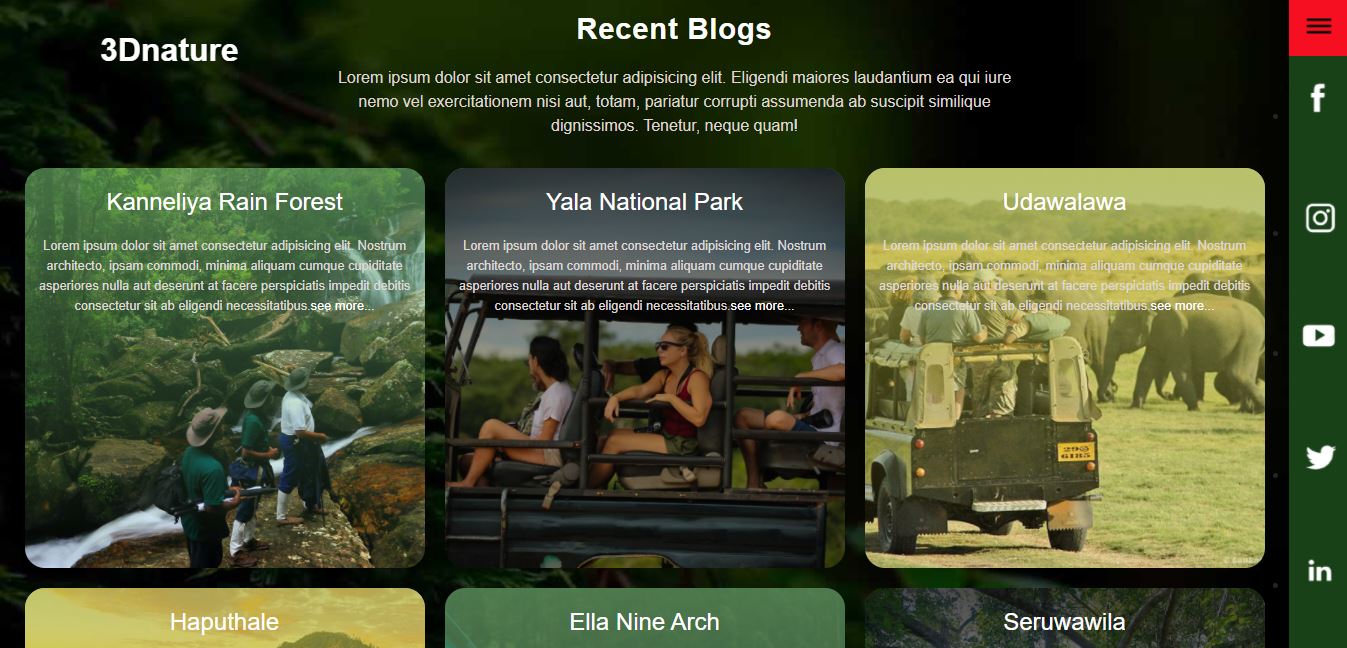 3Dnature
Recent Blogs
Lorem ipsum dolor sit amet consectetur adipisicing elit. Eligendi maiores laudantium ea qui iure
nemo vel exercitationem nisi aut, totam, pariatur corrupti assumenda ab suscipit similique
dignissimos. Tenetur, neque quam!
Kanneliya Rain Forest
Lorem ipsum dolor sit amet consectetur adipisicing elit. Nostrum
architecto, ipsam commodi, minima aliquam cumque cupiditate
asperiores nulla aut deserunt at facere perspiciatis impedit debitis
consectetur sit ab eligendi necessitatibus.see more...
Yala National Park
Lorem ipsum dolor sit amet consectetur adipisicing elit. Nostrum
architecto, ipsam commodi, minima aliquam cumque cupiditate
asperiores nulla aut deserunt at facere perspiciatis impedit debitis
consectetur sit ab eligendi necessitatibus.see more...
Udawalawa
Lorem ipsum dolor sit amet consectetur adipisicing elit. Nostrum
architecto, ipsam commodi, minima aliquam cumque cupiditate
asperiores nulla aut deserunt at facere perspiciatis impedit debitis
consectetur sit ab eligendi necessitatibus.see more...
Haputhale
Ella Nine Arch
Seruwawila